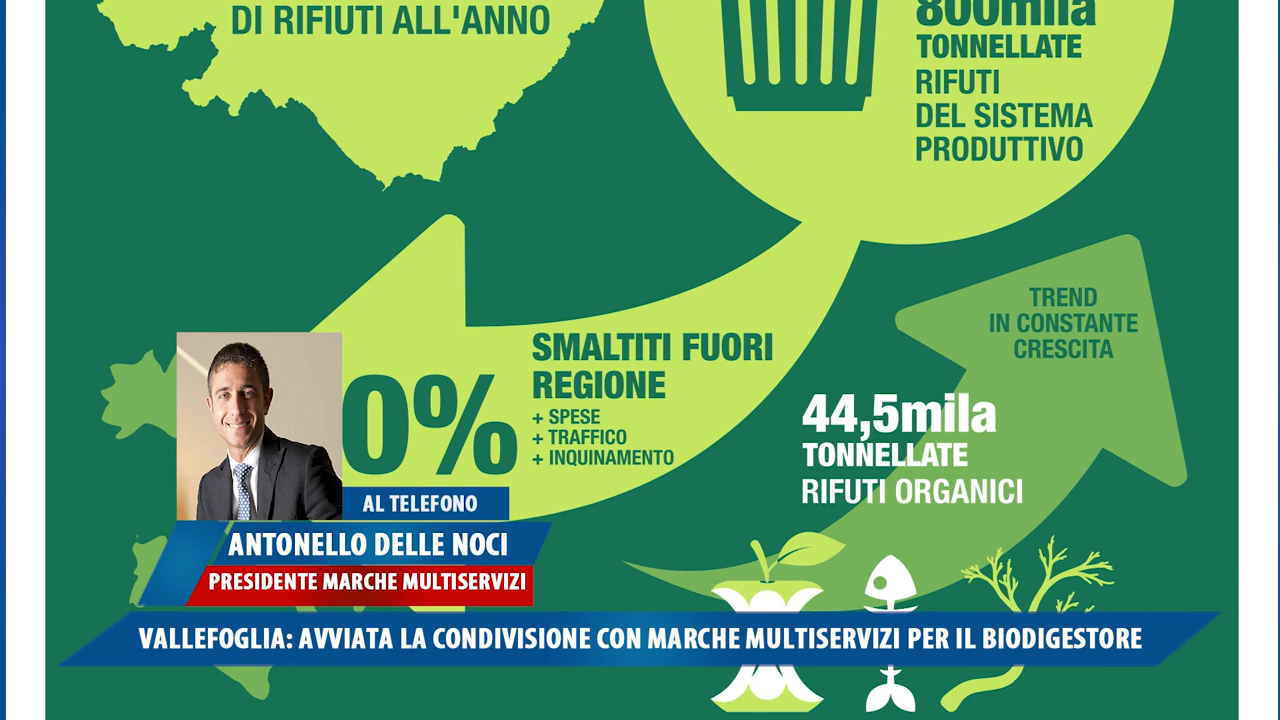 DI RIFIUTI ALL'ANNO
800mila
TONNELLATE
RIFIUTI
DEL SISTEMA
PRODUTTIVO
TREND
IN CONSTANTE
CRESCITA
SMALTITI FUORI
REGIONE
+ SPESE
+ TRAFFICO
+ INQUINAMENTO
0%
44,5mila
TONNELLATE
RIFIUTI ORGANICI
AL TELEFONO
ANTONELLO DELLE NOCI
PRESIDENTE MARCHE MULTISERVIZI
VALLEFOGLIA: AVVIATA LA CONDIVISIONE CON MARCHE MULTISERVIZI PER IL BIODIGESTORE